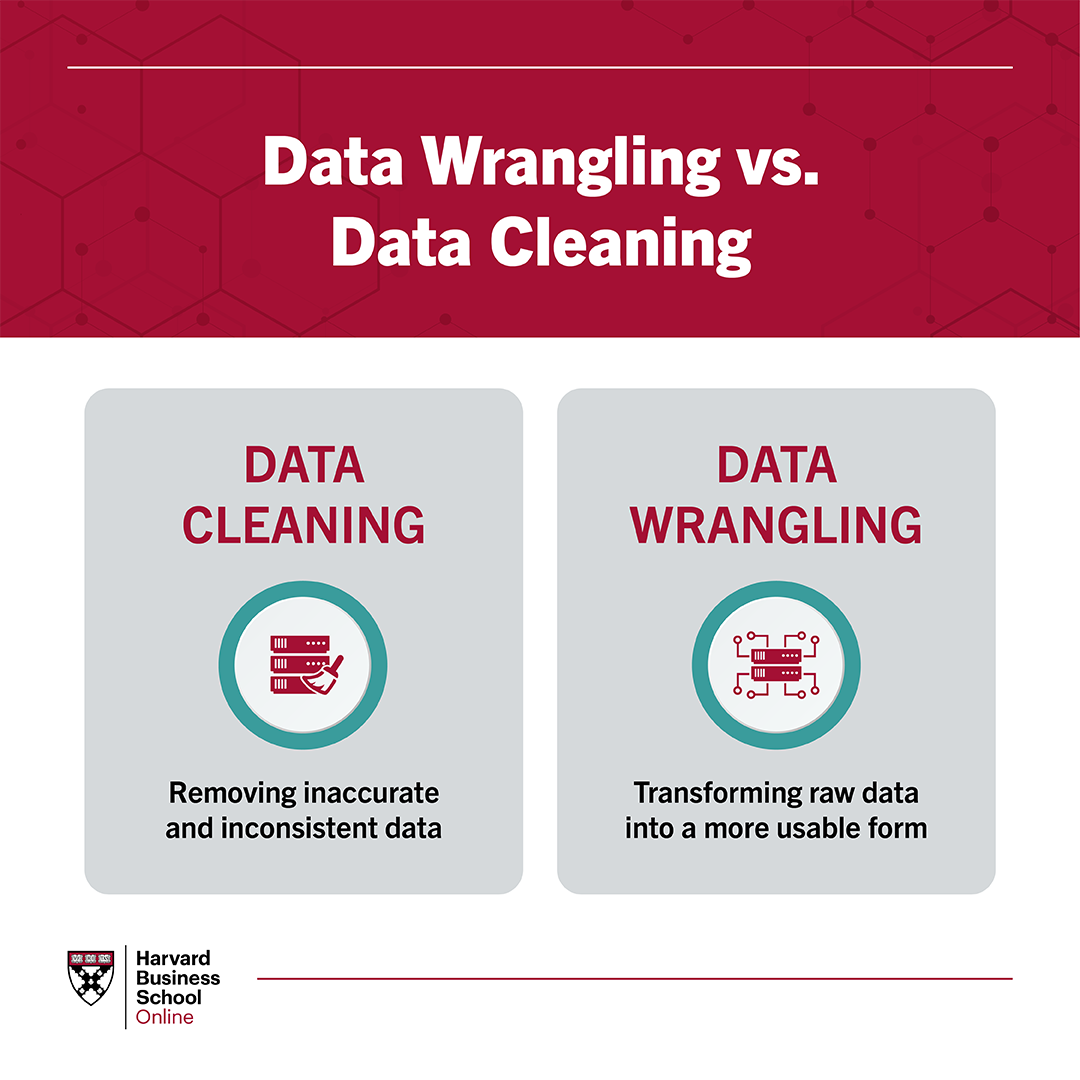 Data Wrangling vs.
Data Cleaning
DATA
CLEANING
Removing inaccurate
and inconsistent data
DATA
WRANGLING
Transforming raw data
into a more usable form
Harvard
Business
School
Online